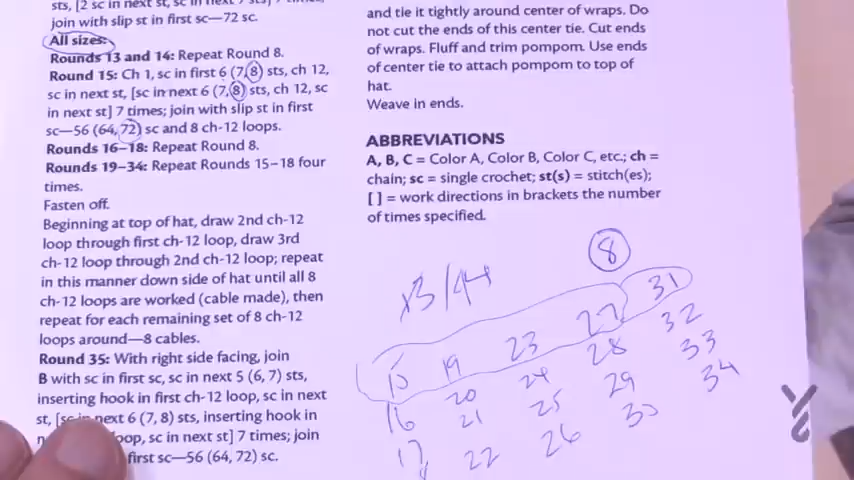 sts, [2 sc in next st, sc in next 7 sts] 7 times;
join with slip st in first sc—72 sc.
All sizes:
Rounds 13 and 14: Repeat Round 8.
Round 15: Ch 1, sc in first 6 (7, 8) sts, ch 12,
sc in next st, [sc in next 6 (7, 8) sts, ch 12, sc
in next st] 7 times; join with slip st in first
sc—56 (64, 72) sc and 8 ch-12 loops.
Rounds 16–18: Repeat Round 8.
Rounds 19–34: Repeat Rounds 15–18 four
times.
Fasten off.
Beginning at top of hat, draw 2nd ch-12
loop through first ch-12 loop, draw 3rd
ch-12 loop through 2nd ch-12 loop; repeat
in this manner down side of hat until all 8
ch-12 loops are worked (cable made), then
repeat for each remaining set of 8 ch-12
loops around—8 cables.
Round 35: With right side facing, join
B with sc in first sc, sc in next 5 (6, 7) sts,
inserting hook in first ch-12 loop, sc in next
st, [sc in next 6 (7, 8) sts, inserting hook in
loop, sc in next st] 7 times; join
first sc—56 (64, 72) sc.
and tie it tightly around center of wraps. Do
not cut the ends of this center tie. Cut ends
of wraps. Fluff and trim pompom. Use ends
of center tie to attach pompom to top of
hat.
Weave in ends.
ABBREVIATIONS
A, B, C = Color A, Color B, Color C, etc.; ch =
chain; sc = single crochet; st(s) = stitch(es);
[ ] = work directions in brackets the number
of times specified.
8
13/14
15 19 23 27 31
16 20 24 28 32
17 21 25 29 33
22 26 30 34